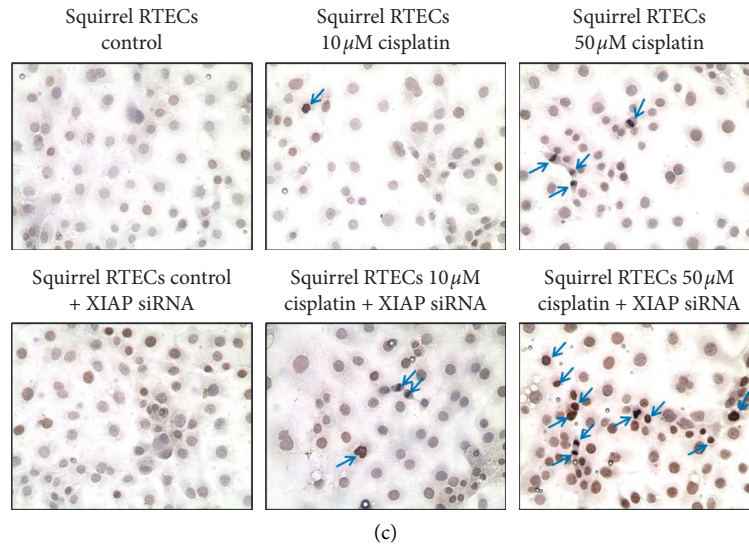 Squirrel RTECs
control
Squirrel RTECs
10 μM cisplatin
Squirrel RTECs
50 μM cisplatin
Squirrel RTECs control
+ XIAP siRNA
Squirrel RTECs 10 μM
cisplatin + XIAP siRNA
Squirrel RTECs 50 μM
cisplatin + XIAP siRNA
(c)